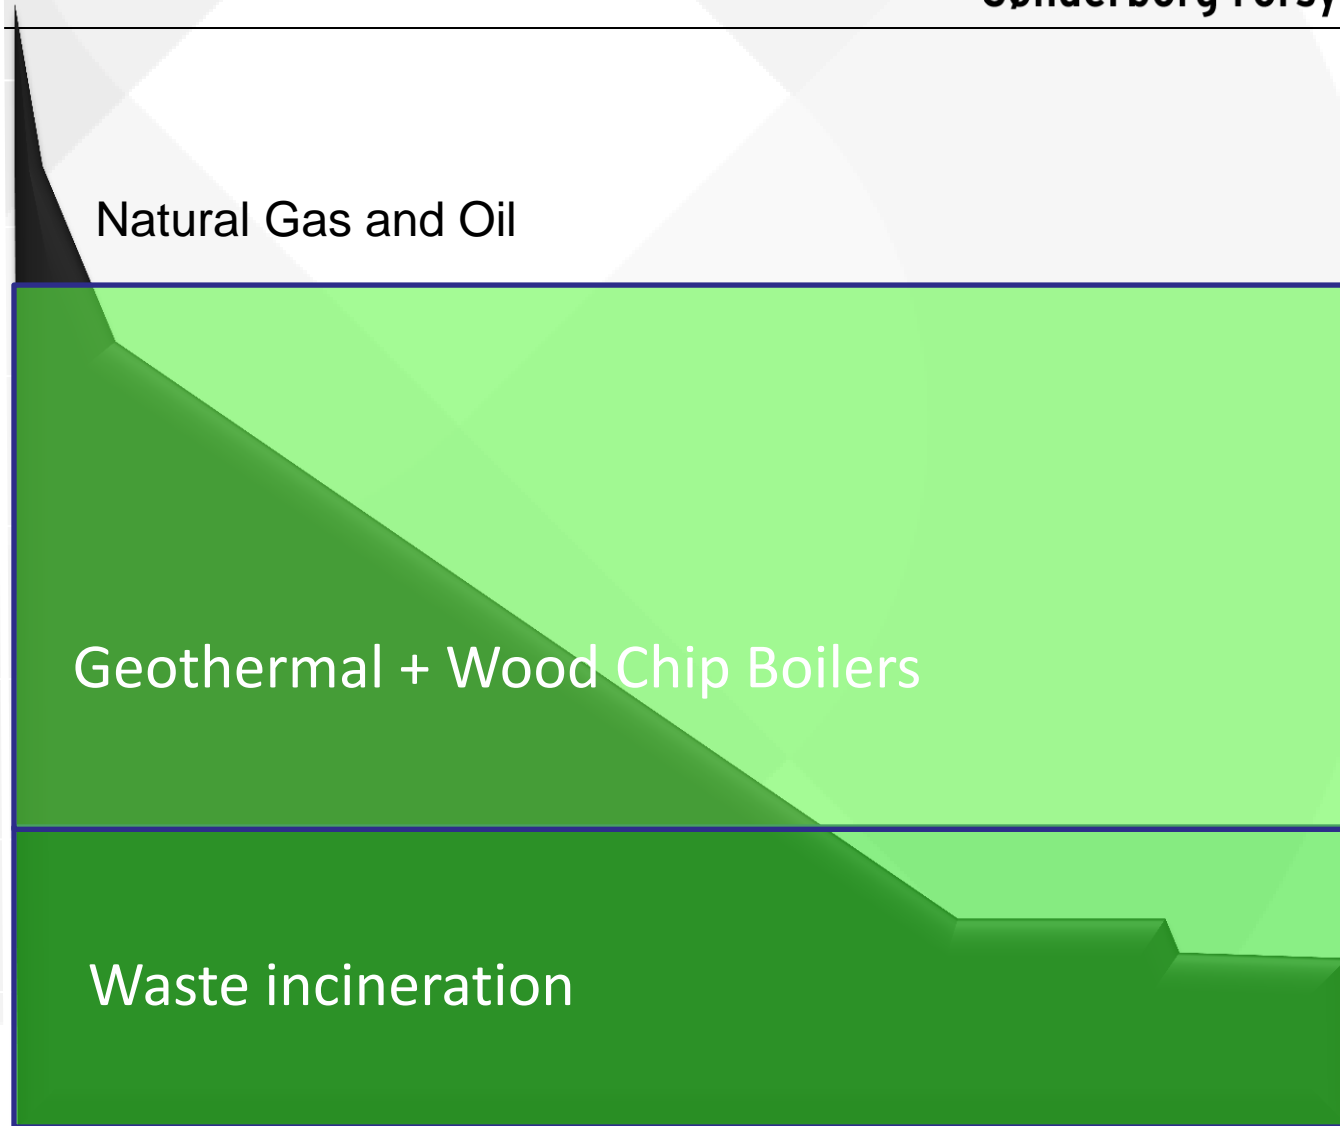 Natural Gas and Oil
Geothermal + Wood Chip Boilers
Waste incineration